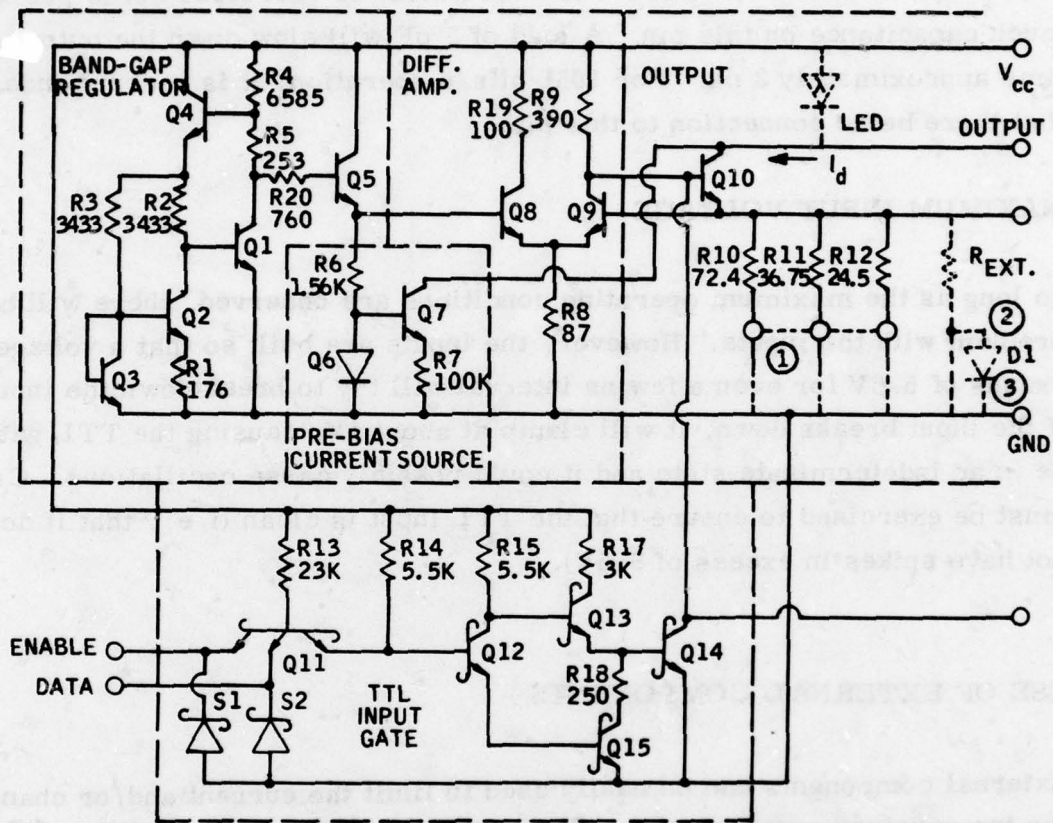 BAND-GAP
REGULATOR
Q4
R4
6585
R5
253
R20
760
Q5
DIFF.
AMP.
R19
100
R9
390
OUTPUT
LED
V
cc
OUTPUT
I
d
R3
3433
R2
3433
Q1
Q8
Q9
Q10
R6
1.56K
Q7
R10
72.4
R11
36.75
R12
24.5
R
EXT.
Q2
Q3
R1
176
Q6
R7
100K
R8
87
1
2
D1
3
GND
PRE-BIAS
CURRENT SOURCE
R13
23K
R14
5.5K
R15
5.5K
R17
3K
Q13
ENABLE
DATA
Q11
Q12
Q14
S1
S2
TTL
INPUT
GATE
R18
250
Q15